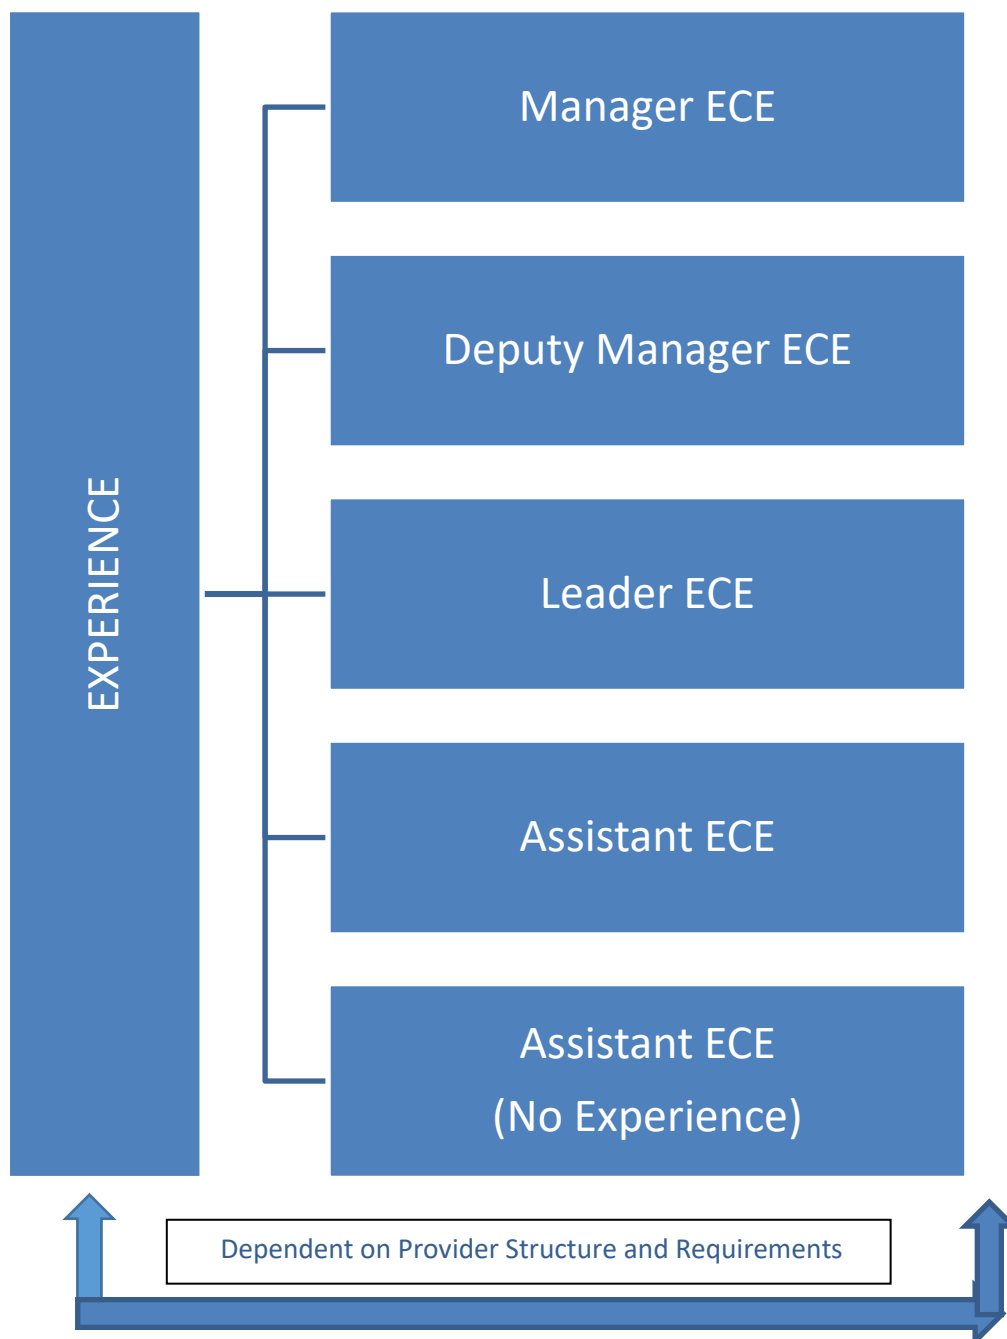 EXPERIENCE
Manager ECE
Deputy Manager ECE
Leader ECE
Assistant ECE
Assistant ECE
(No Experience)
Dependent on Provider Structure and Requirements